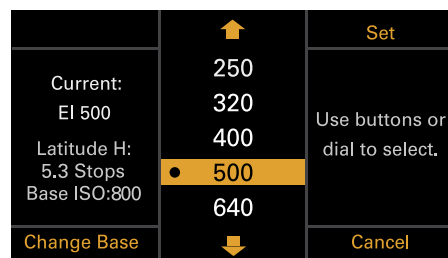 Current:
EI 500
Latitude H:
5.3 Stops
Base ISO:800
Change Base
250
320
400
500
640
Set
Use buttons or
dial to select.
Cancel